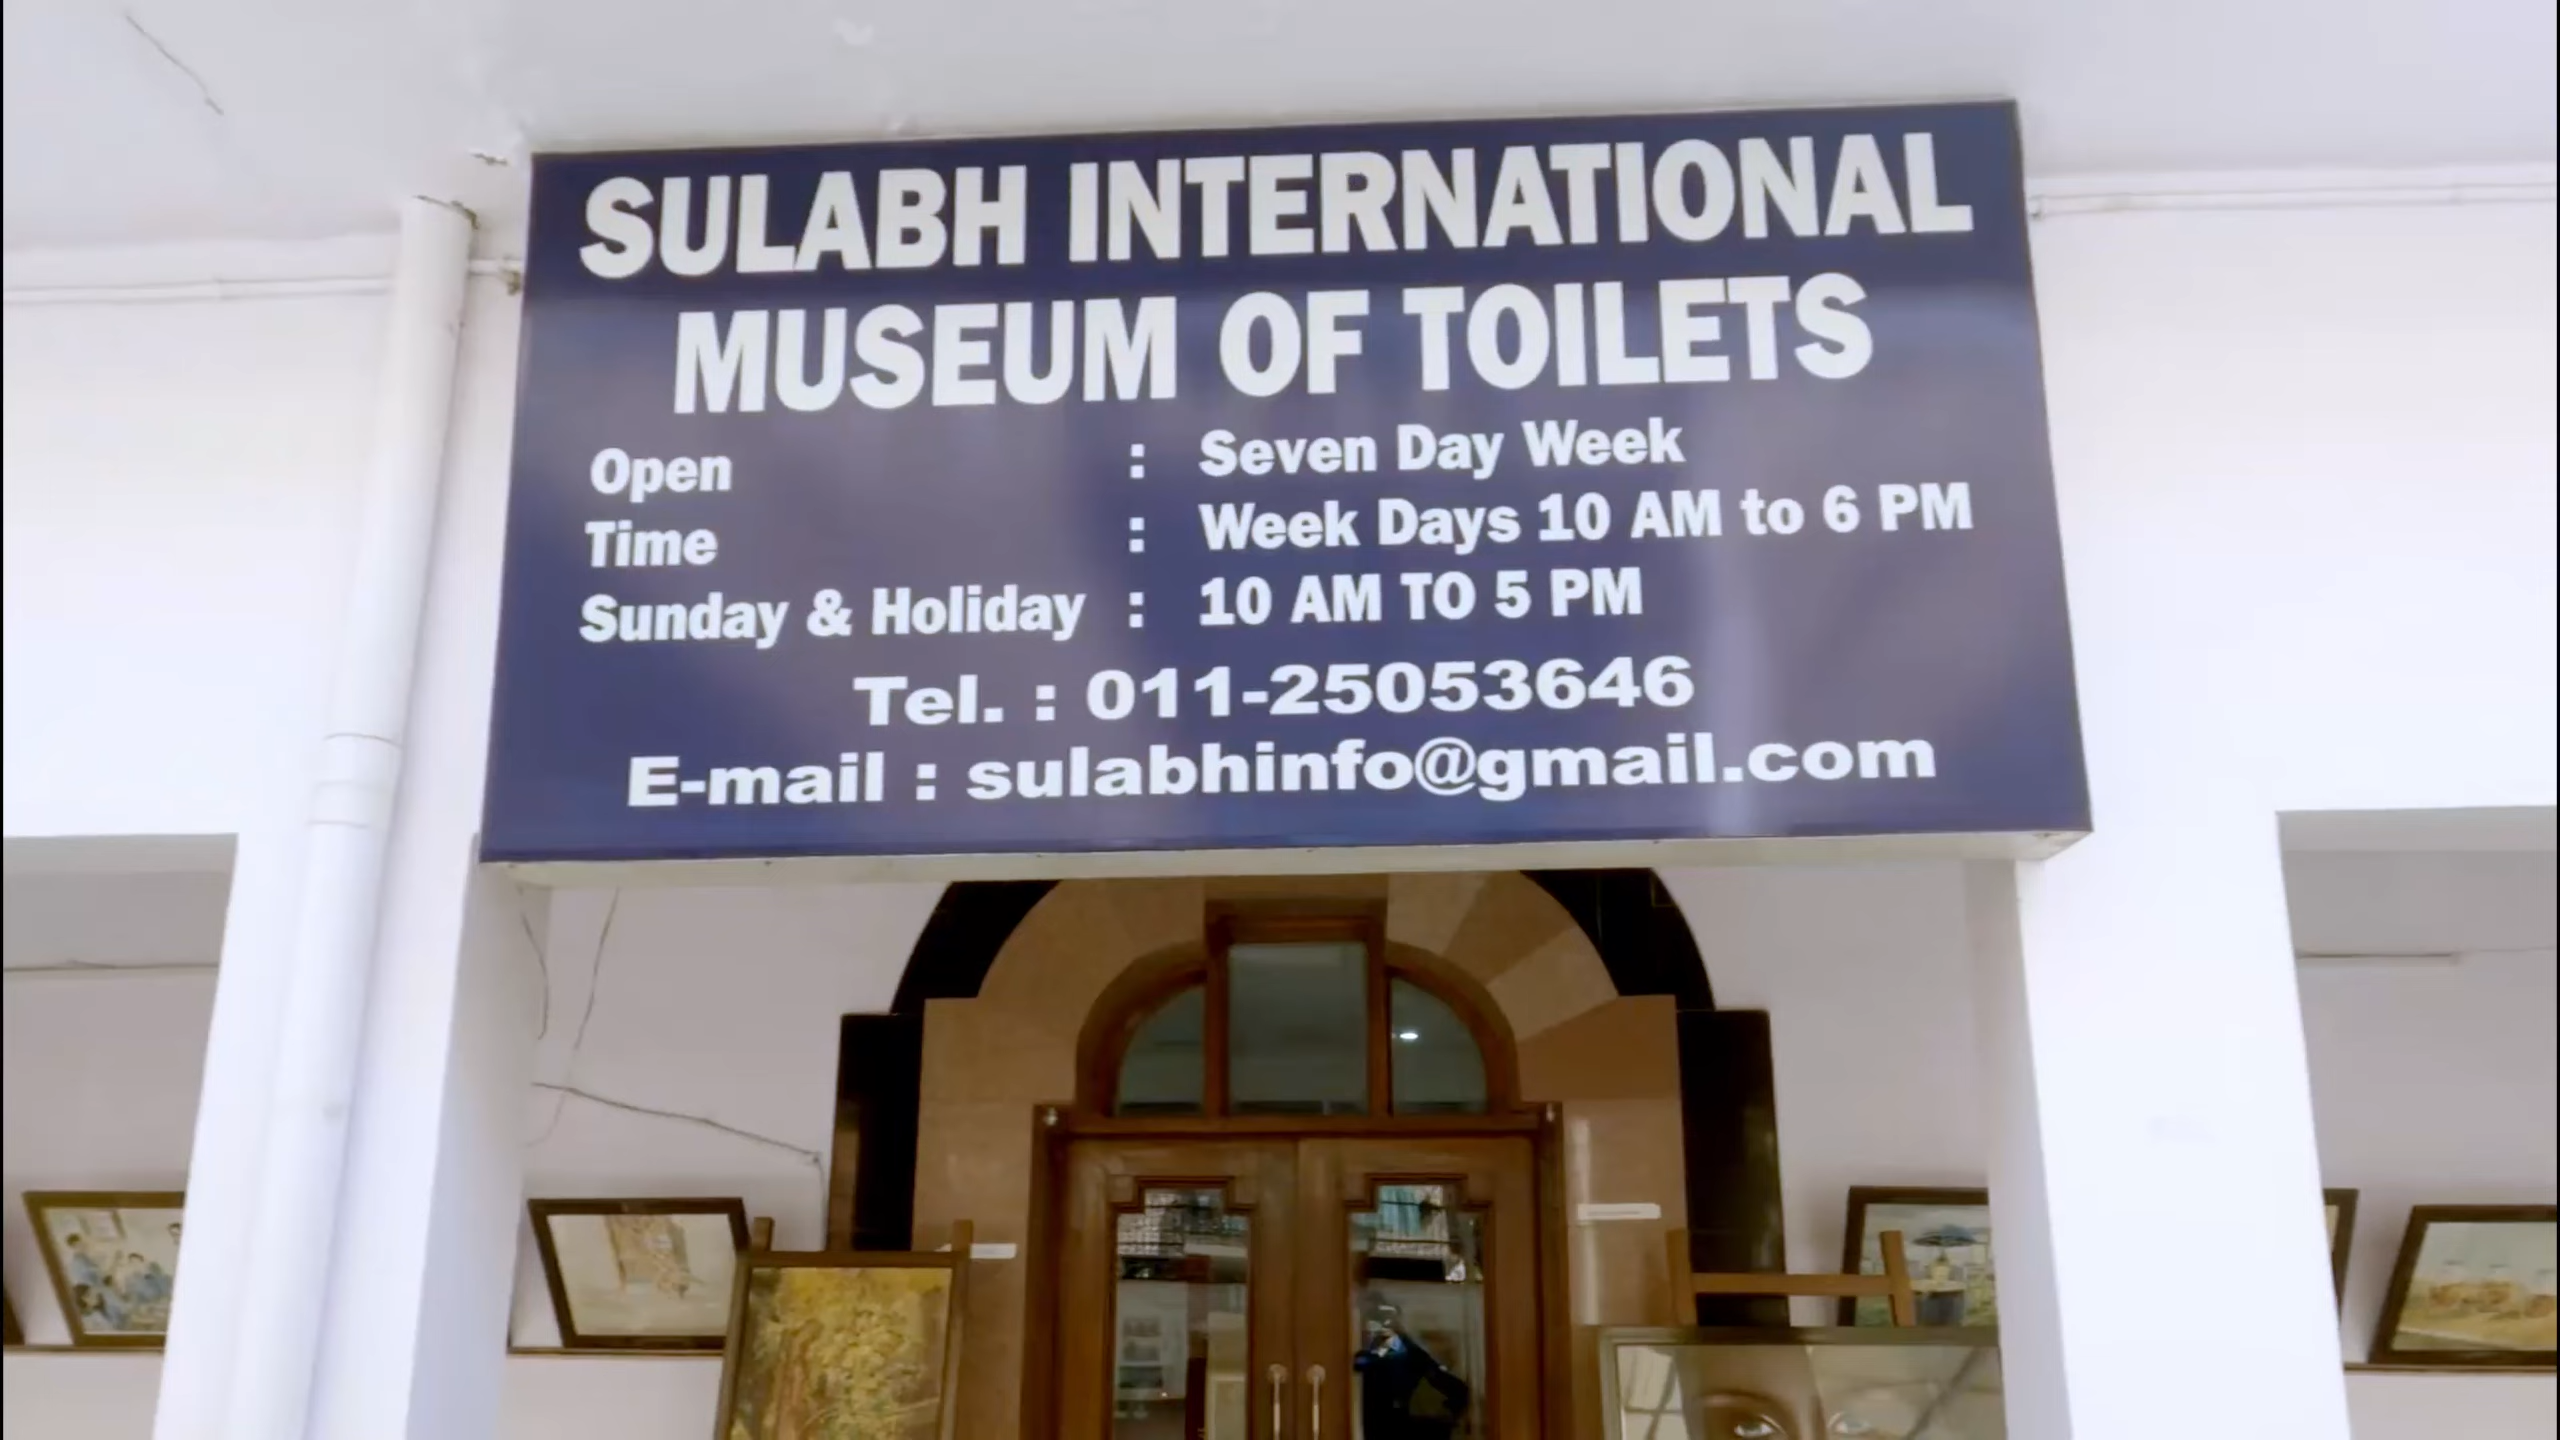 SULABH INTERNATIONAL
MUSEUM OF TOILETS
Open : Seven Day Week
Time : Week Days 10 AM to 6 PM
Sunday & Holiday : 10 AM TO 5 PM
Tel. : 011-25053646
E-mail : sulabhinfo@gmail.com